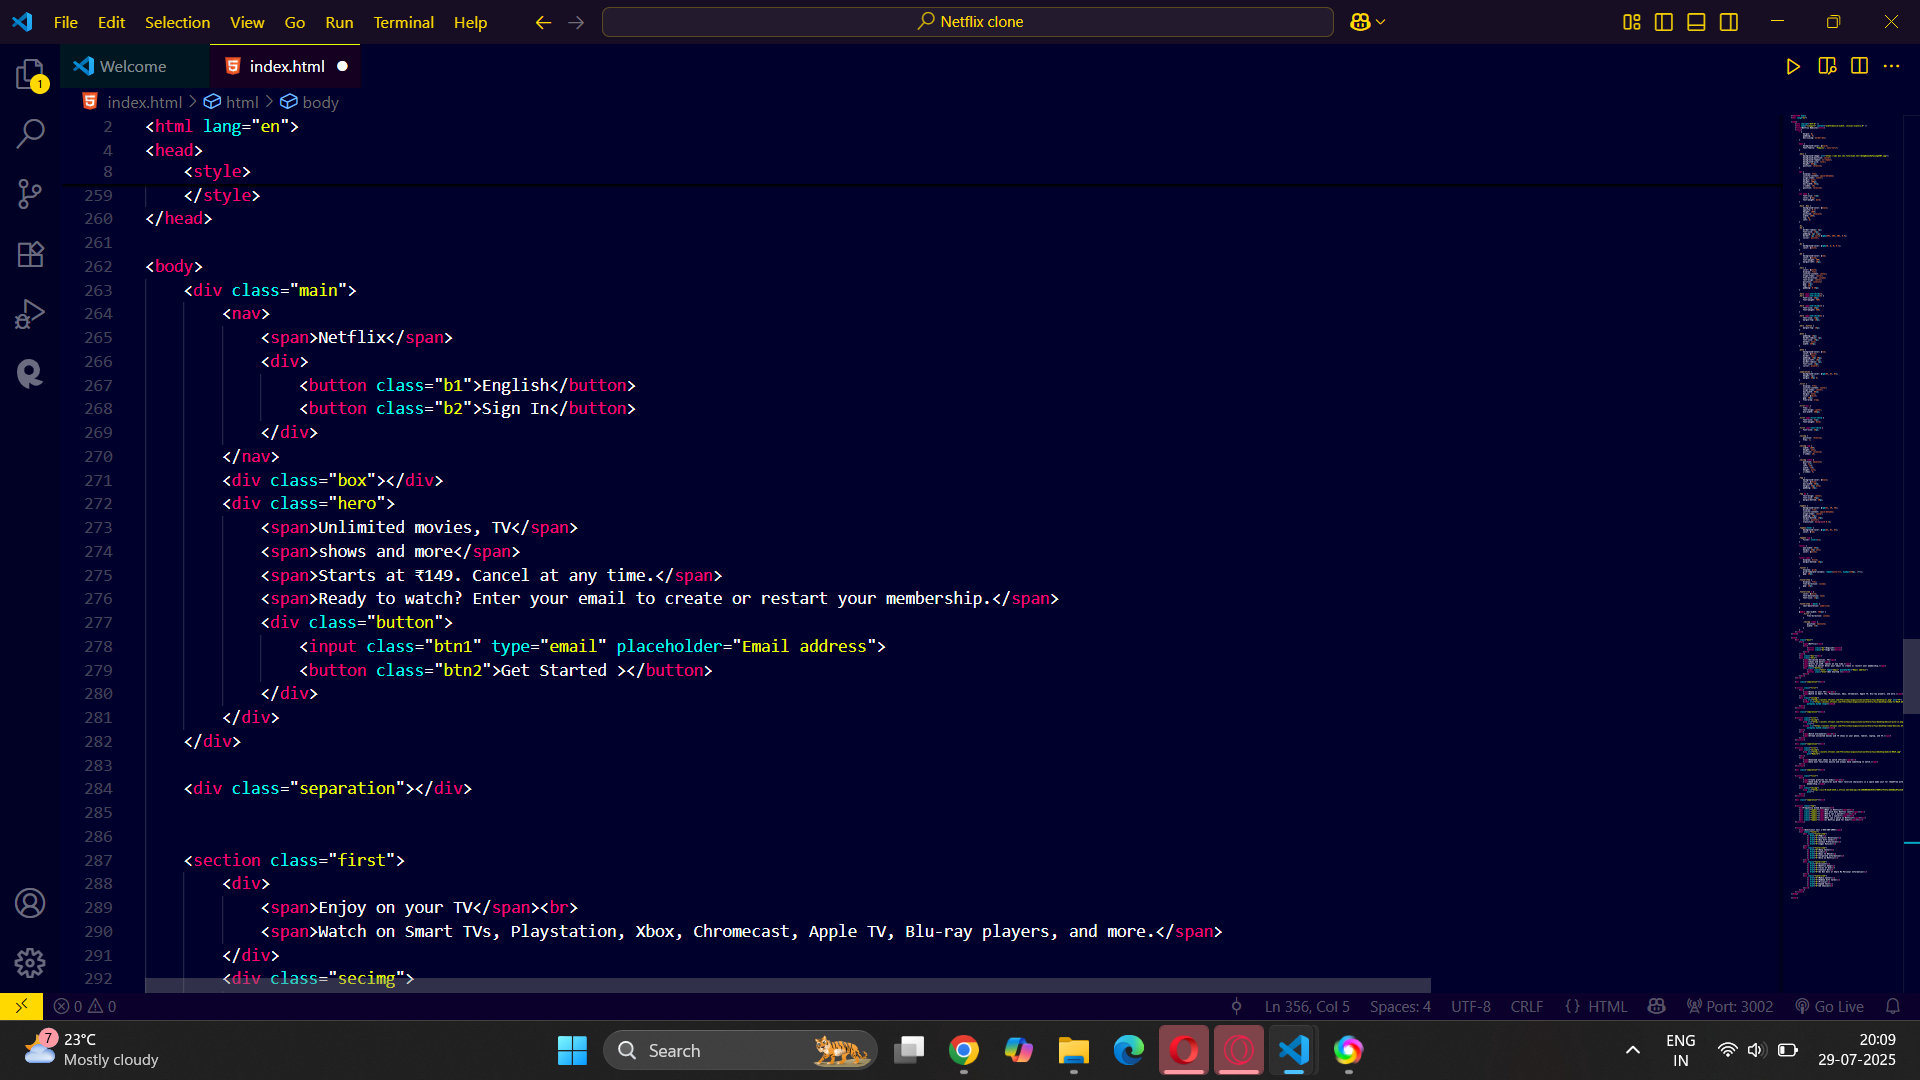 File Edit Selection View Go Run Terminal Help
Netflix clone
1
Welcome
index.html
index.html > html > body
2 <html lang="en">
4 <head>
8 <style>
259 </style>
260 </head>
261
262 <body>
263 <div class="main">
264 <nav>
265 <span>Netflix</span>
266 <div>
267 <button class="b1">English</button>
268 <button class="b2">Sign In</button>
269 </div>
270 </nav>
271 <div class="box"></div>
272 <div class="hero">
273 <span>Unlimited movies, TV</span>
274 <span>shows and more</span>
275 <span>Starts at ₹149. Cancel at any time.</span>
276 <span>Ready to watch? Enter your email to create or restart your membership.</span>
277 <div class="button">
278 <input class="btn1" type="email" placeholder="Email address">
279 <button class="btn2">Get Started ></button>
280 </div>
281 </div>
282 </div>
283
284 <div class="separation"></div>
285
286
287 <section class="first">
288 <div>
289 <span>Enjoy on your TV</span><br>
290 <span>Watch on Smart TVs, Playstation, Xbox, Chromecast, Apple TV, Blu-ray players, and more.</span>
291 </div>
292 <div class="secimg">
0 0 Ln 356, Col 5 Spaces: 4 UTF-8 CRLF {} HTML Port: 3002 Go Live
7
23°C
Mostly cloudy
Search
ENG
IN
20:09
29-07-2025